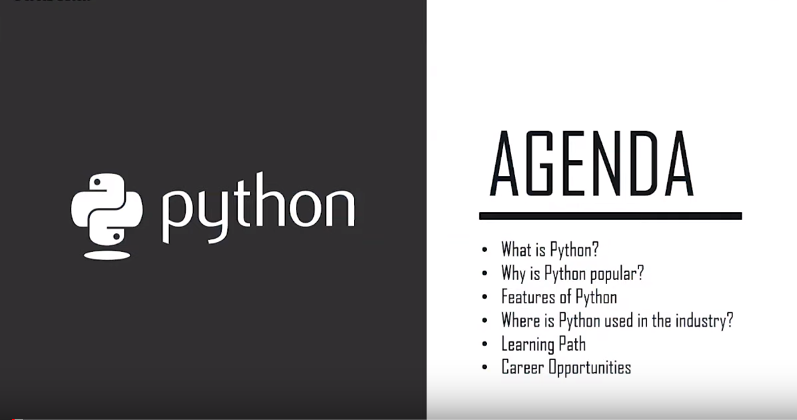 python
AGENDA
• What is Python?
• Why is Python popular?
• Features of Python
• Where is Python used in the industry?
• Learning Path
• Career Opportunities